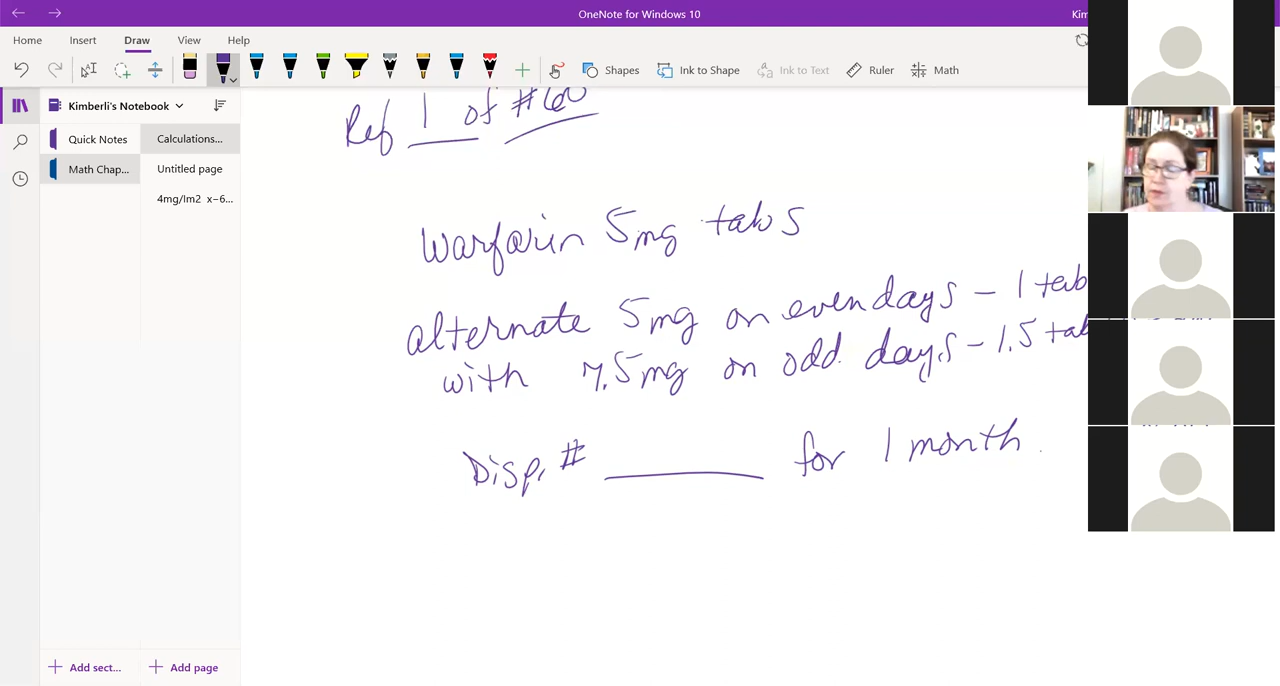 OneNote for Windows 10
Home Insert Draw View Help
Shapes Ink to Shape Ink to Text Ruler Math
Kimberli's Notebook
Quick Notes
Math Chap...
Calculations...
Untitled page
4mg/lm2 x-6...
Add sect...
Add page
Ref 1 of #60
Warfarin 5mg tabs
alternate 5mg on even days - 1 tab
with 7.5mg on odd days - 1.5 tab
Disp. # ________ for 1 month.